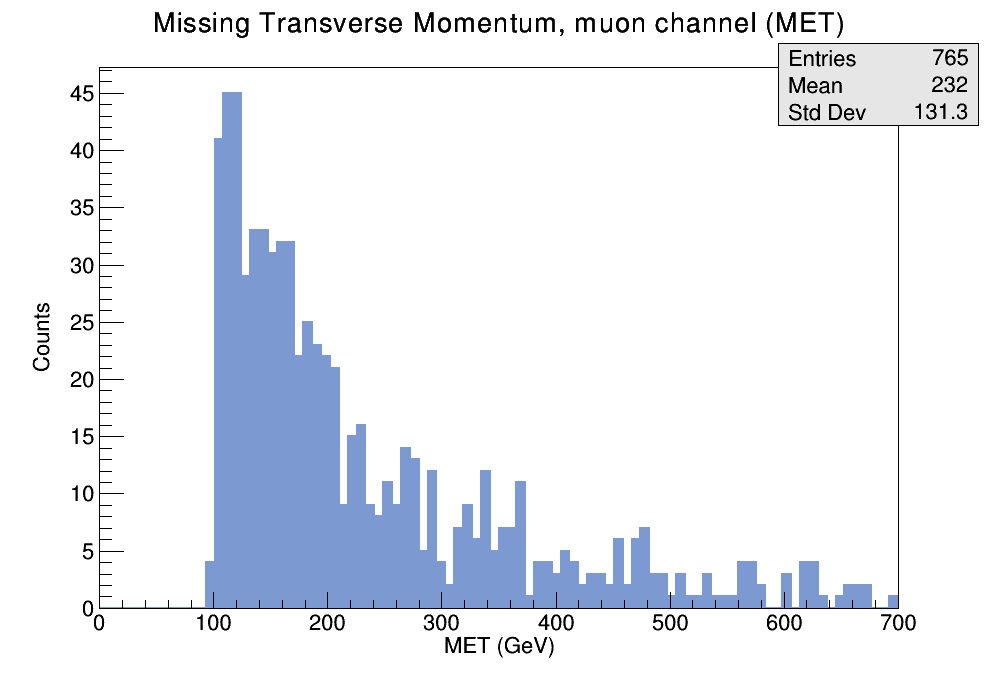 Missing Transverse Momentum, muon channel (MET)
Entries 765
Mean 232
Std Dev 131.3
45
40
35
30
25
20
15
10
5
0
Counts
0 100 200 300 400 500 600 700
MET (GeV)